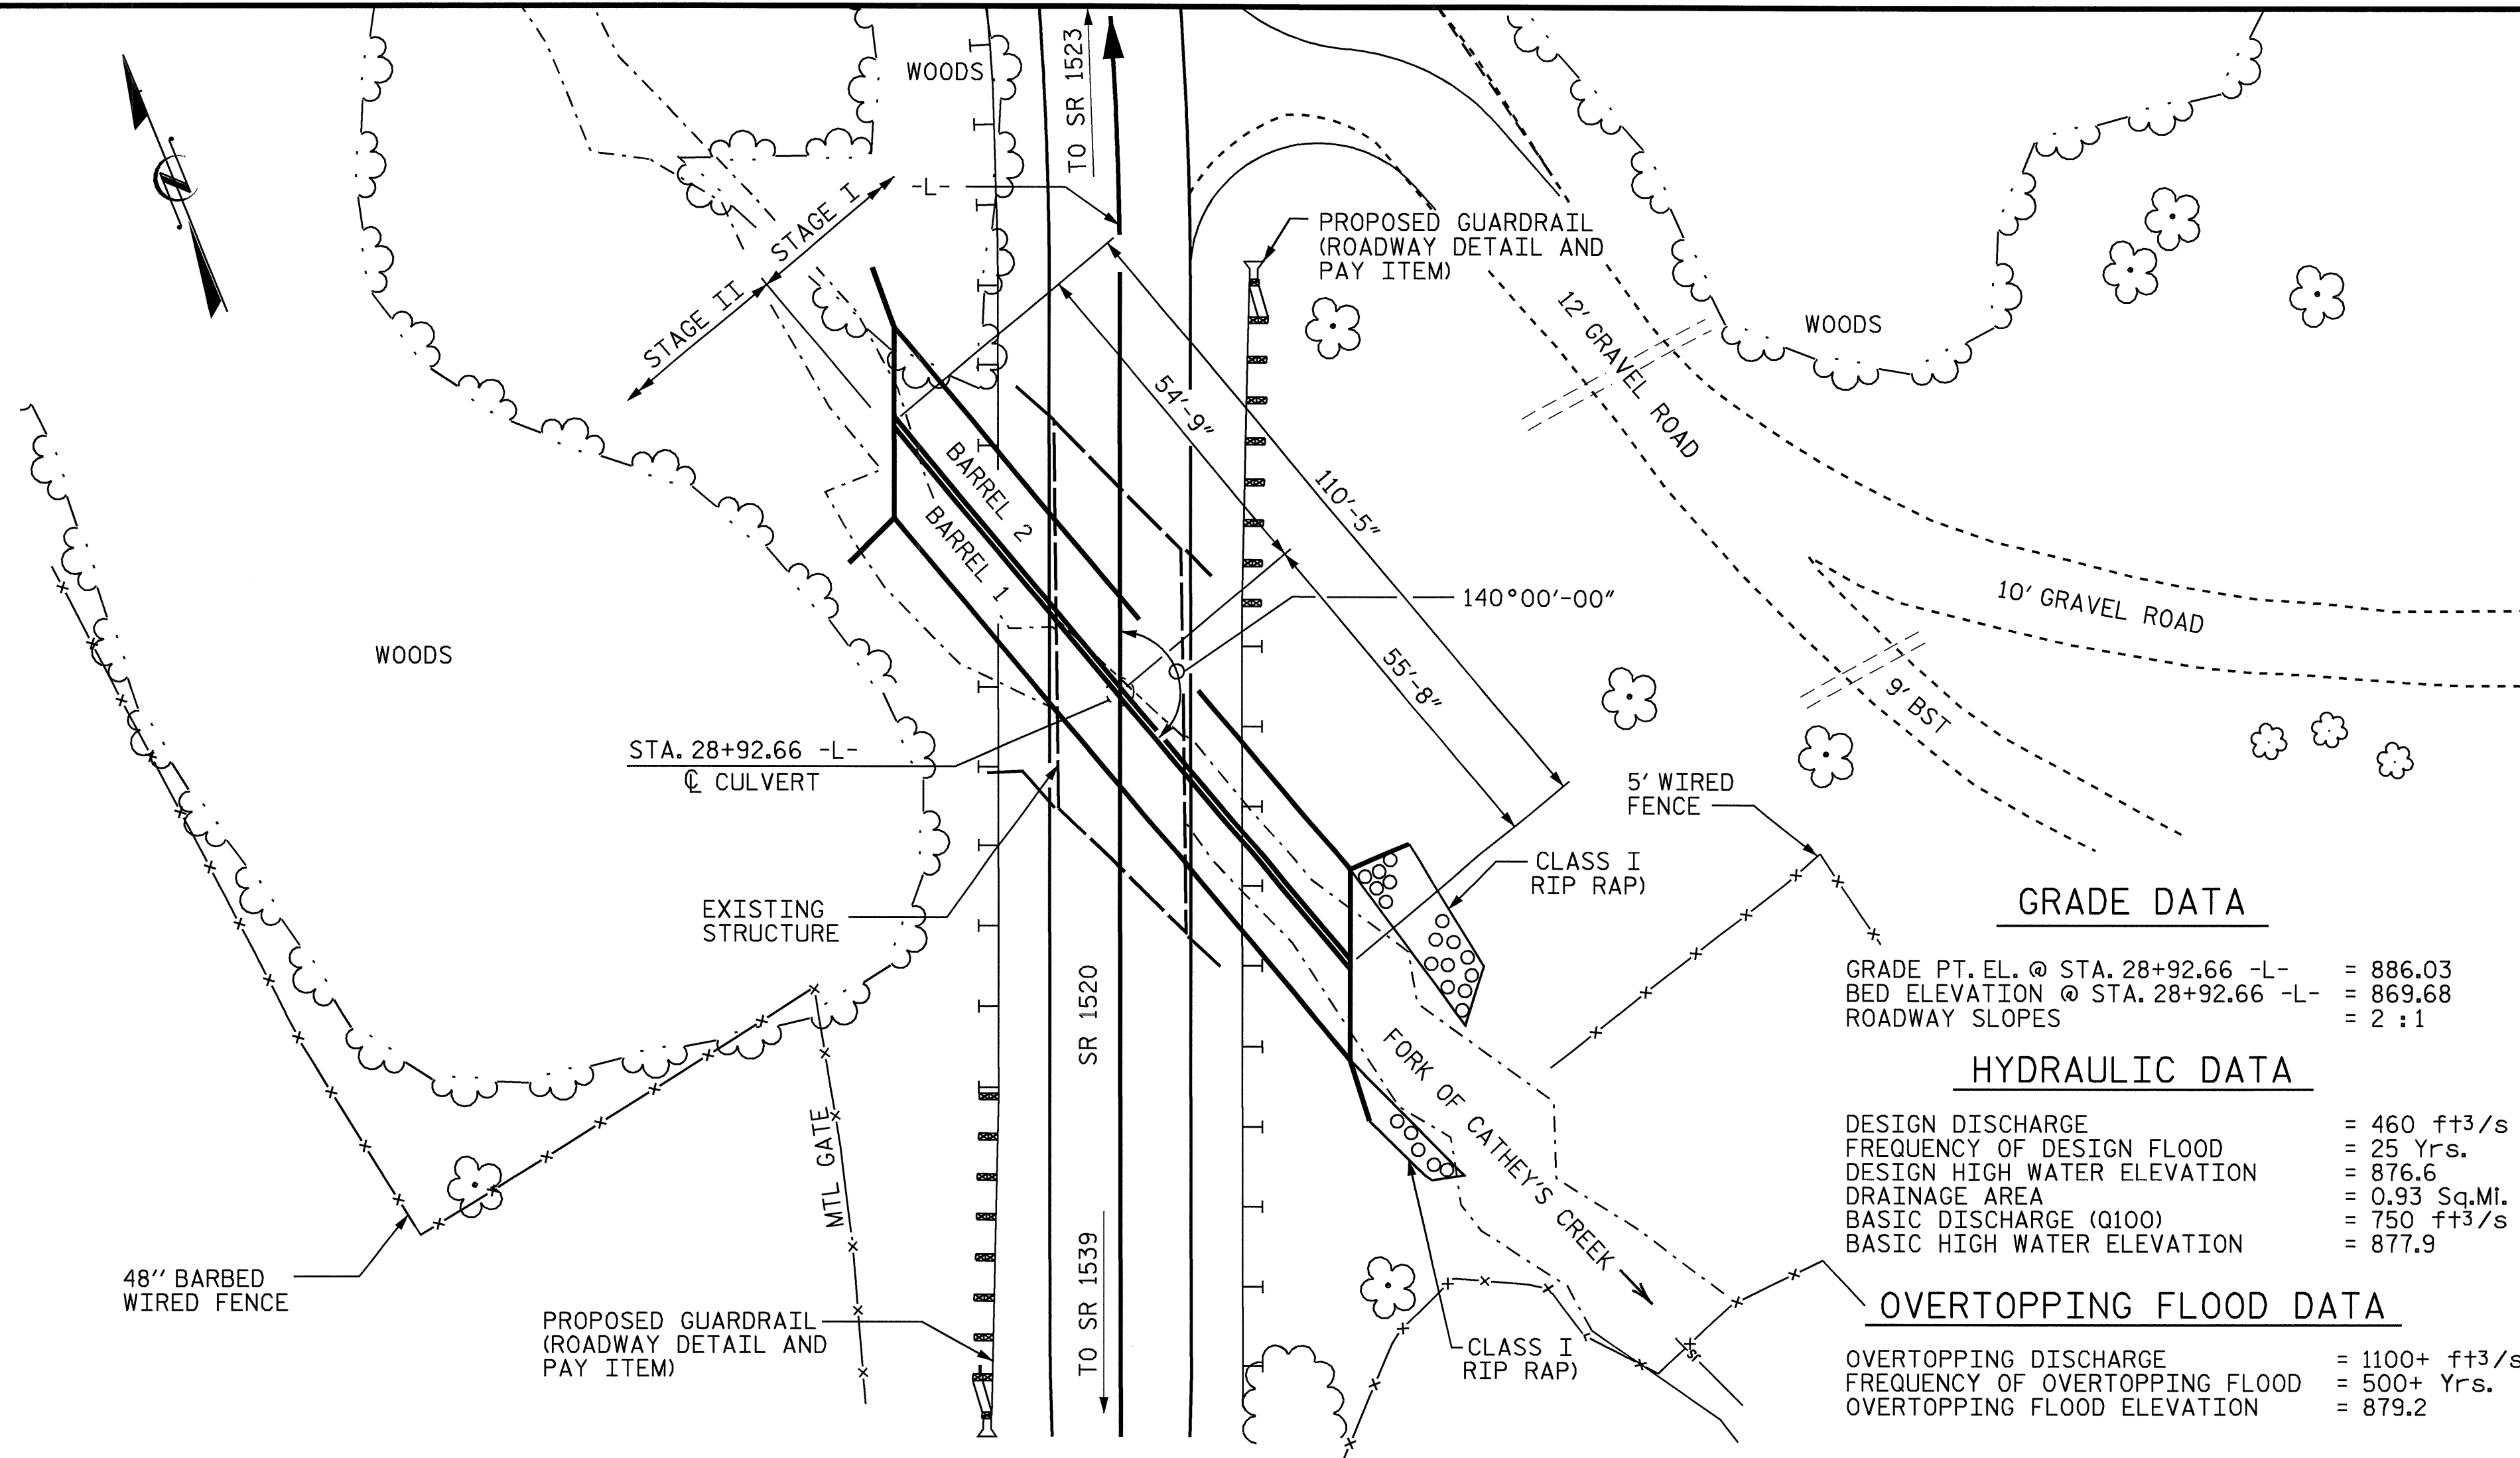 WOODS
TO SR 1523
-L-
STAGE I
STAGE II
PROPOSED GUARDRAIL
(ROADWAY DETAIL AND
PAY ITEM)
12' GRAVEL ROAD
WOODS
54'-9"
110'-5"
BARREL 2
BARREL 1
140°00'-00"
10' GRAVEL ROAD
WOODS
55'-8"
9' BST
STA. 28+92.66 -L-
℄ CULVERT
5' WIRED
FENCE
CLASS I
RIP RAP)
EXISTING
STRUCTURE
SR 1520
FORK OF CATHEY'S CREEK
MTL GATE
TO SR 1539
48" BARBED
WIRED FENCE
PROPOSED GUARDRAIL
(ROADWAY DETAIL AND
PAY ITEM)
CLASS I
RIP RAP)
GRADE DATA
GRADE PT. EL. @ STA. 28+92.66 -L- = 886.03
BED ELEVATION @ STA. 28+92.66 -L- = 869.68
ROADWAY SLOPES = 2 : 1
HYDRAULIC DATA
DESIGN DISCHARGE = 460 ft3/s
FREQUENCY OF DESIGN FLOOD = 25 Yrs.
DESIGN HIGH WATER ELEVATION = 876.6
DRAINAGE AREA = 0.93 Sq.Mi.
BASIC DISCHARGE (Q100) = 750 ft3/s
BASIC HIGH WATER ELEVATION = 877.9
OVERTOPPING FLOOD DATA
OVERTOPPING DISCHARGE = 1100+ ft3/s
FREQUENCY OF OVERTOPPING FLOOD = 500+ Yrs.
OVERTOPPING FLOOD ELEVATION = 879.2